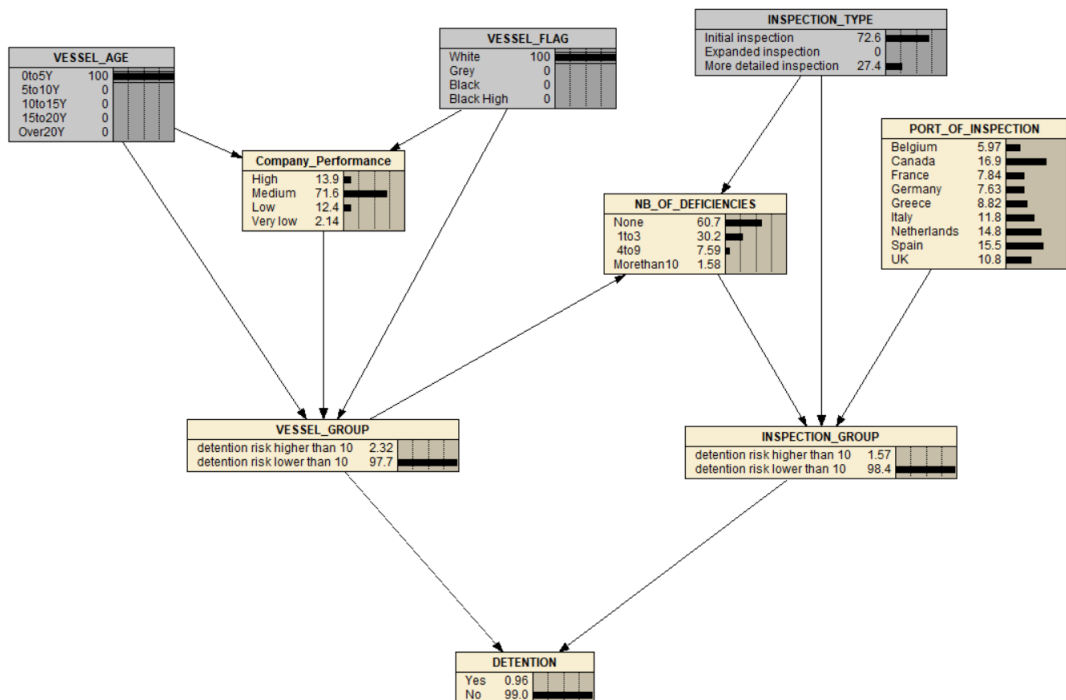 INSPECTION_TYPE
Initial inspection 72.6
Expanded inspection 0
More detailed inspection 27.4
VESSEL_FLAG
White 100
Grey 0
Black 0
Black High 0
VESSEL_AGE
0to5Y 100
5to10Y 0
10to15Y 0
15to20Y 0
Over20Y 0
PORT_OF_INSPECTION
Belgium 5.97
Canada 16.9
France 7.84
Germany 7.63
Greece 8.82
Italy 11.8
Netherlands 14.8
Spain 15.5
UK 10.8
Company_Performance
High 13.9
Medium 71.6
Low 12.4
Very low 2.14
NB_OF_DEFICIENCIES
None 60.7
1to3 30.2
4to9 7.59
Morethan10 1.58
VESSEL_GROUP
detention risk higher than 10 2.32
detention risk lower than 10 97.7
INSPECTION_GROUP
detention risk higher than 10 1.57
detention risk lower than 10 98.4
DETENTION
Yes 0.96
No 99.0